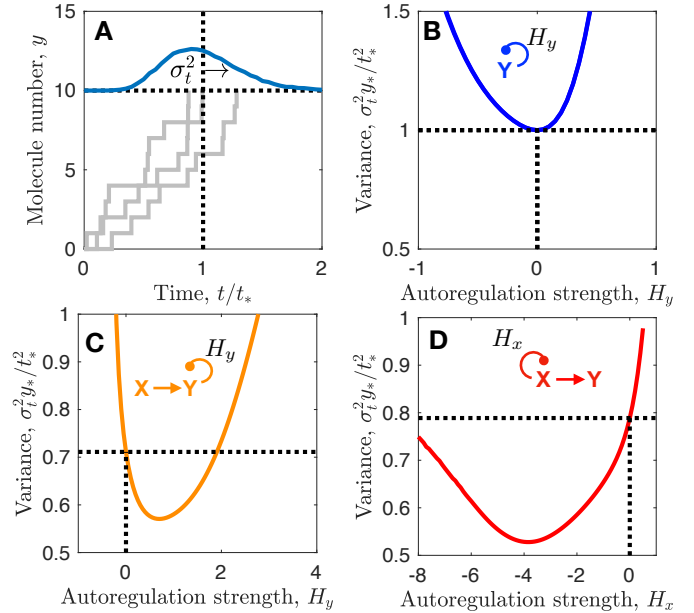 A
Molecule number, y
15
10
5
0
σ_t^2 →
0
1
2
Time, t/t_*
B
Variance, σ_t^2 y_*/t_*^2
1.5
1
0.5
H_y
Y
-1
0
1
Autoregulation strength, H_y
C
Variance, σ_t^2 y_*/t_*^2
1
0.9
0.8
0.7
0.6
0.5
H_y
X → Y
0
2
4
Autoregulation strength, H_y
D
Variance, σ_t^2 y_*/t_*^2
1
0.9
0.8
0.7
0.6
0.5
H_x
X → Y
-8
-6
-4
-2
0
Autoregulation strength, H_x